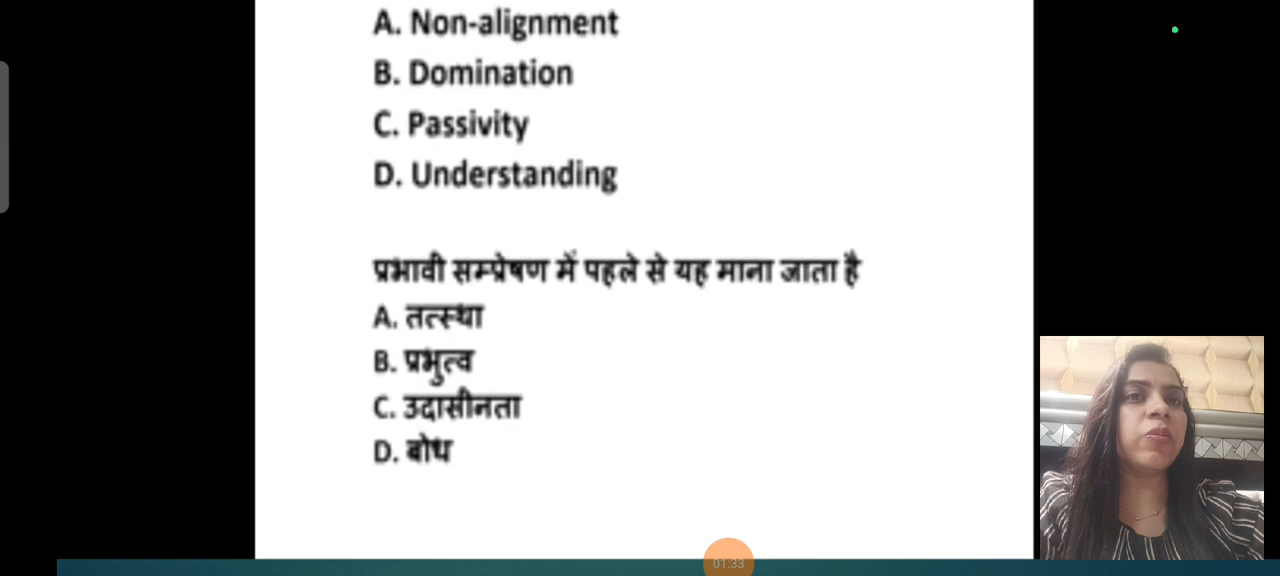 A. Non-alignment
B. Domination
C. Passivity
D. Understanding
प्रभावी सम्प्रेषण में पहले से यह माना जाता है
A. तत्स्था
B. प्रभुत्व
C. उदासीनता
D. बोध
01:33